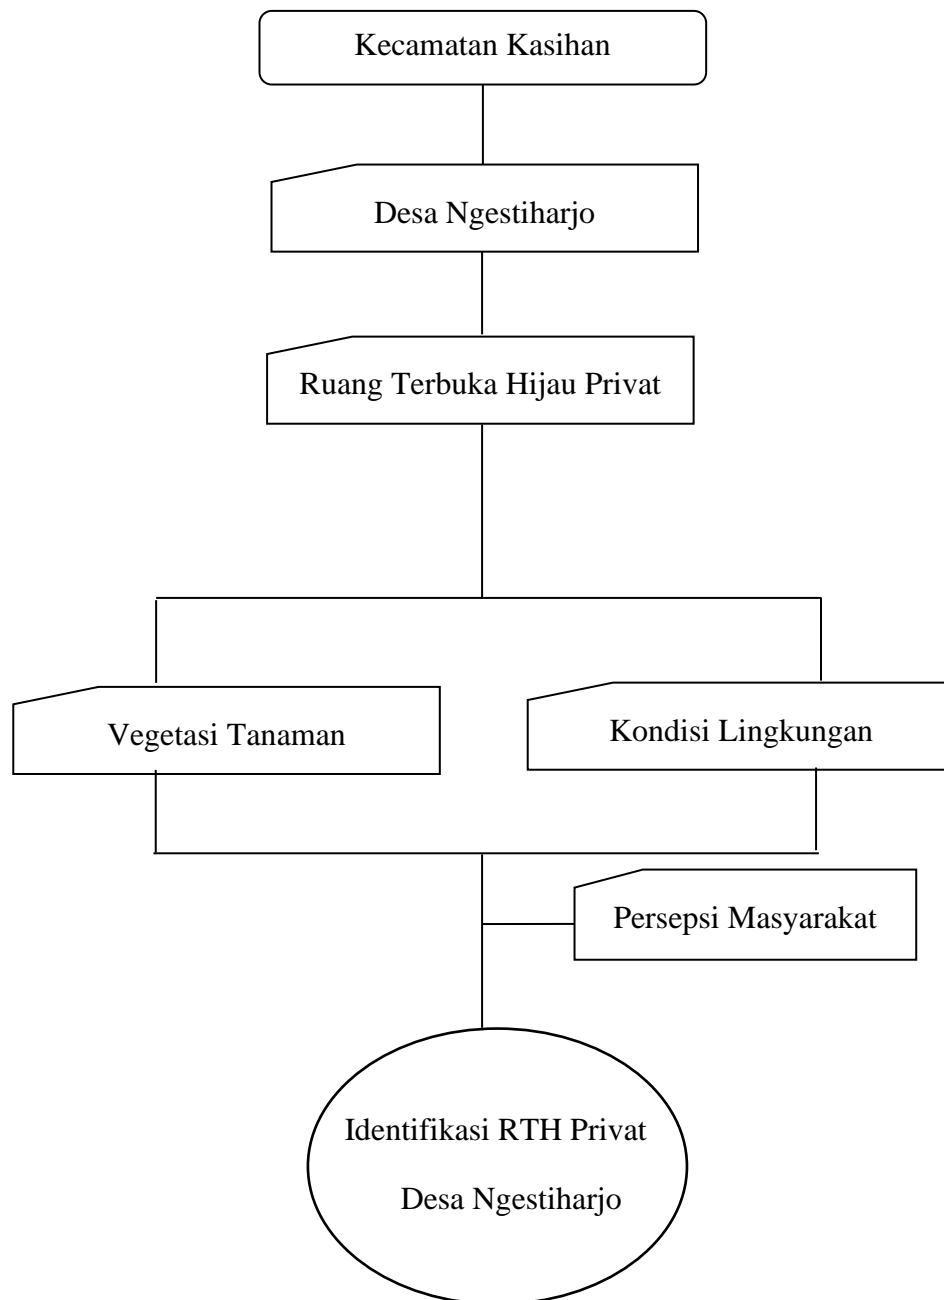 Kecamatan Kasihan
Desa Ngestiharjo
Ruang Terbuka Hijau Privat
Vegetasi Tanaman
Kondisi Lingkungan
Persepsi Masyarakat
Identifikasi RTH Privat
Desa Ngestiharjo